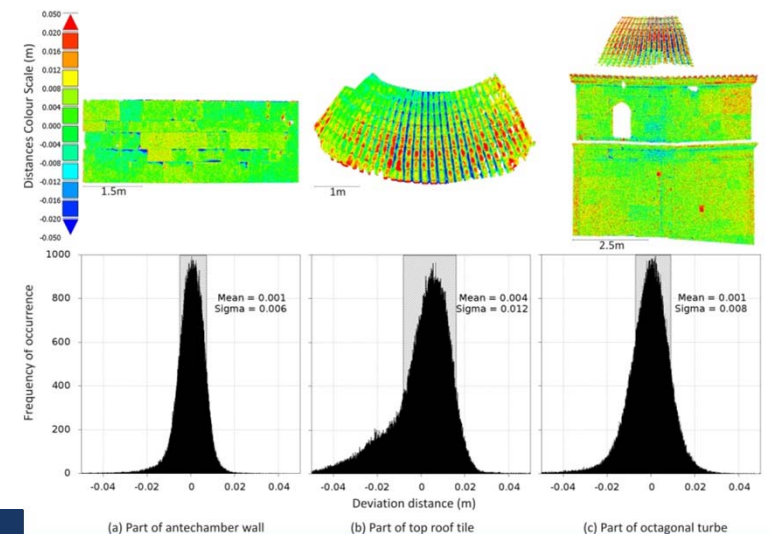 Distances Colour Scale (m)
0.050
0.020
0.016
0.012
0.008
0.004
0.000
-0.004
-0.008
-0.012
-0.016
-0.020
-0.050
1.5m
1m
2.5m
Frequency of occurrence
1000
800
600
400
200
0
Mean = 0.001
Sigma = 0.006
Mean = 0.004
Sigma = 0.012
Mean = 0.001
Sigma = 0.008
-0.04 -0.02 0 0.02 0.04
-0.04 -0.02 0 0.02 0.04
-0.04 -0.02 0 0.02 0.04
Deviation distance (m)
(a) Part of antechamber wall
(b) Part of top roof tile
(c) Part of octagonal turbe